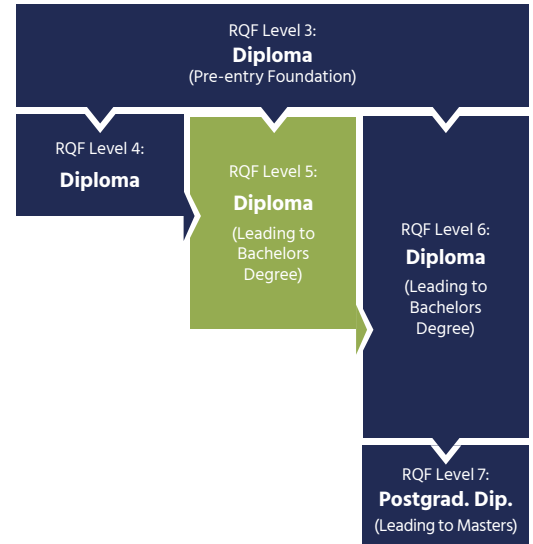 RQF Level 3:
Diploma
(Pre-entry Foundation)
RQF Level 4:
Diploma
RQF Level 5:
Diploma
(Leading to
Bachelors
Degree)
RQF Level 6:
Diploma
(Leading to
Bachelors
Degree)
RQF Level 7:
Postgrad. Dip.
(Leading to Masters)